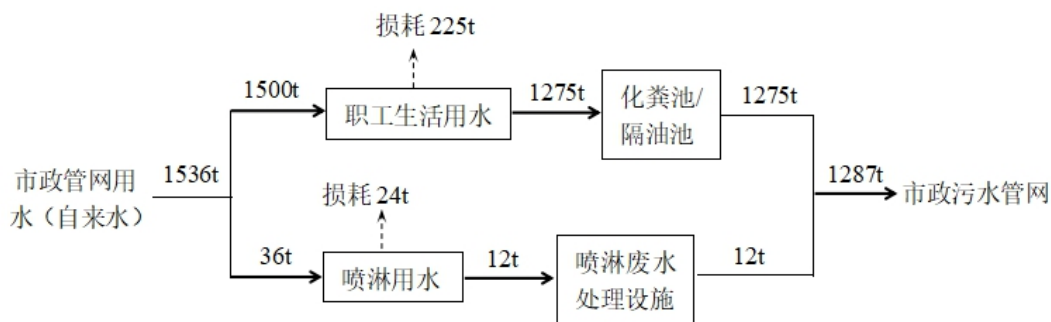 损耗 225t
1500t
职工生活用水
1275t
化粪池/
隔油池
1275t
市政管网用
水（自来水）
1536t
1287t
市政污水管网
损耗 24t
36t
喷淋用水
12t
喷淋废水
处理设施
12t